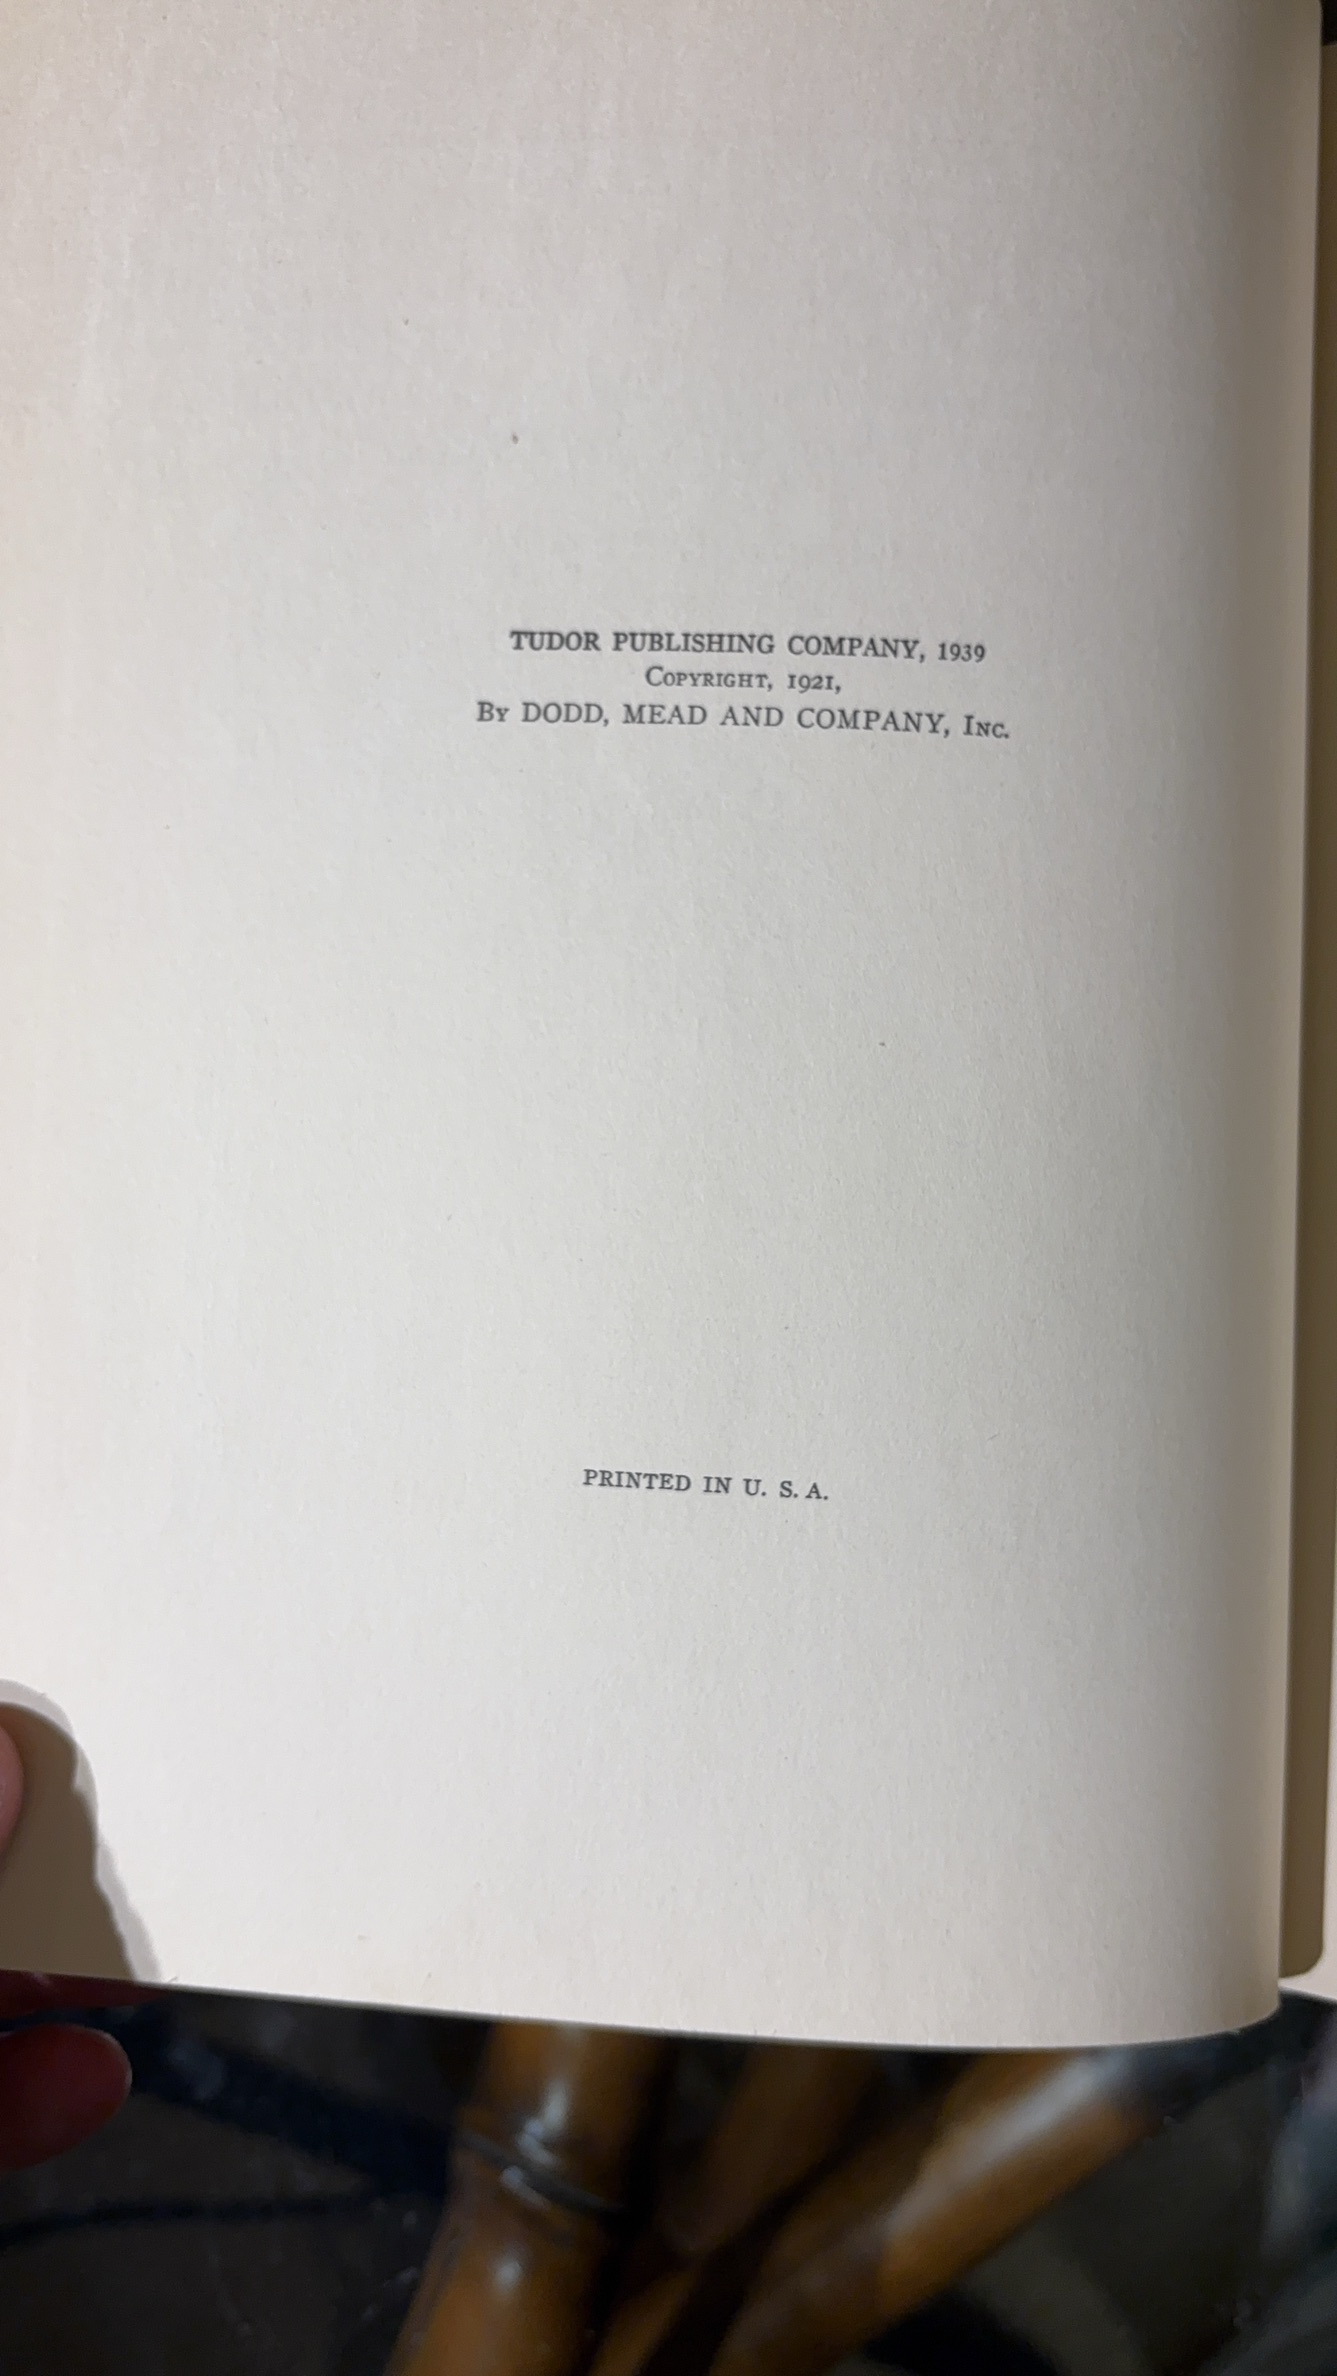 TUDOR PUBLISHING COMPANY, 1939
COPYRIGHT, 1921,
BY DODD, MEAD AND COMPANY, INC.
PRINTED IN U. S. A.